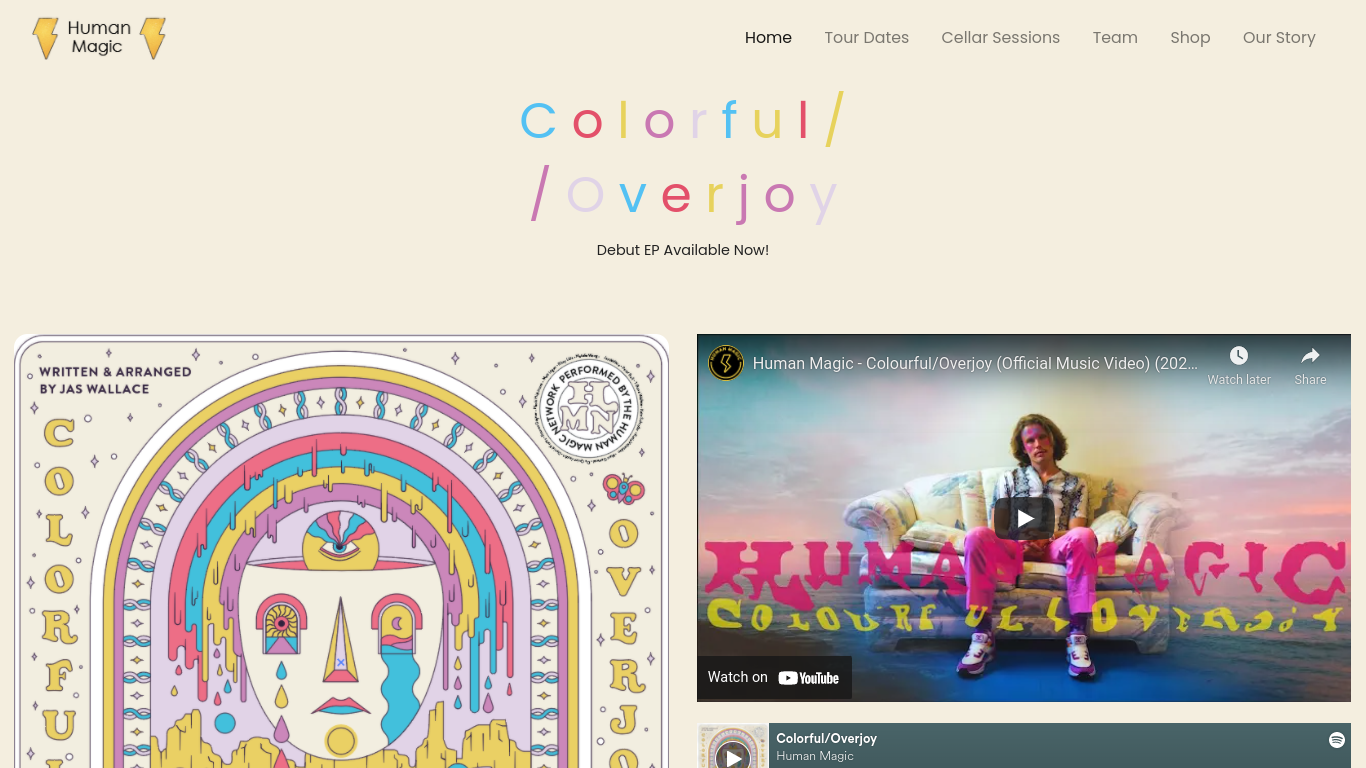 Human
Magic
Home
Tour Dates
Cellar Sessions
Team
Shop
Our Story
Colorful/
/Overjoy
Debut EP Available Now!
WRITTEN & ARRANGED
BY JAS WALLACE
COLORFUL
OVERJO
PERFORMED BY THE HUMAN MAGIC NETWORK
HMN
Human Magic - Colourful/Overjoy (Official Music Video) (202...
Watch later
Share
HUMAN MAGIC
COLOURFUL/OVERJOY
Watch on YouTube
Colorful/Overjoy
Human Magic